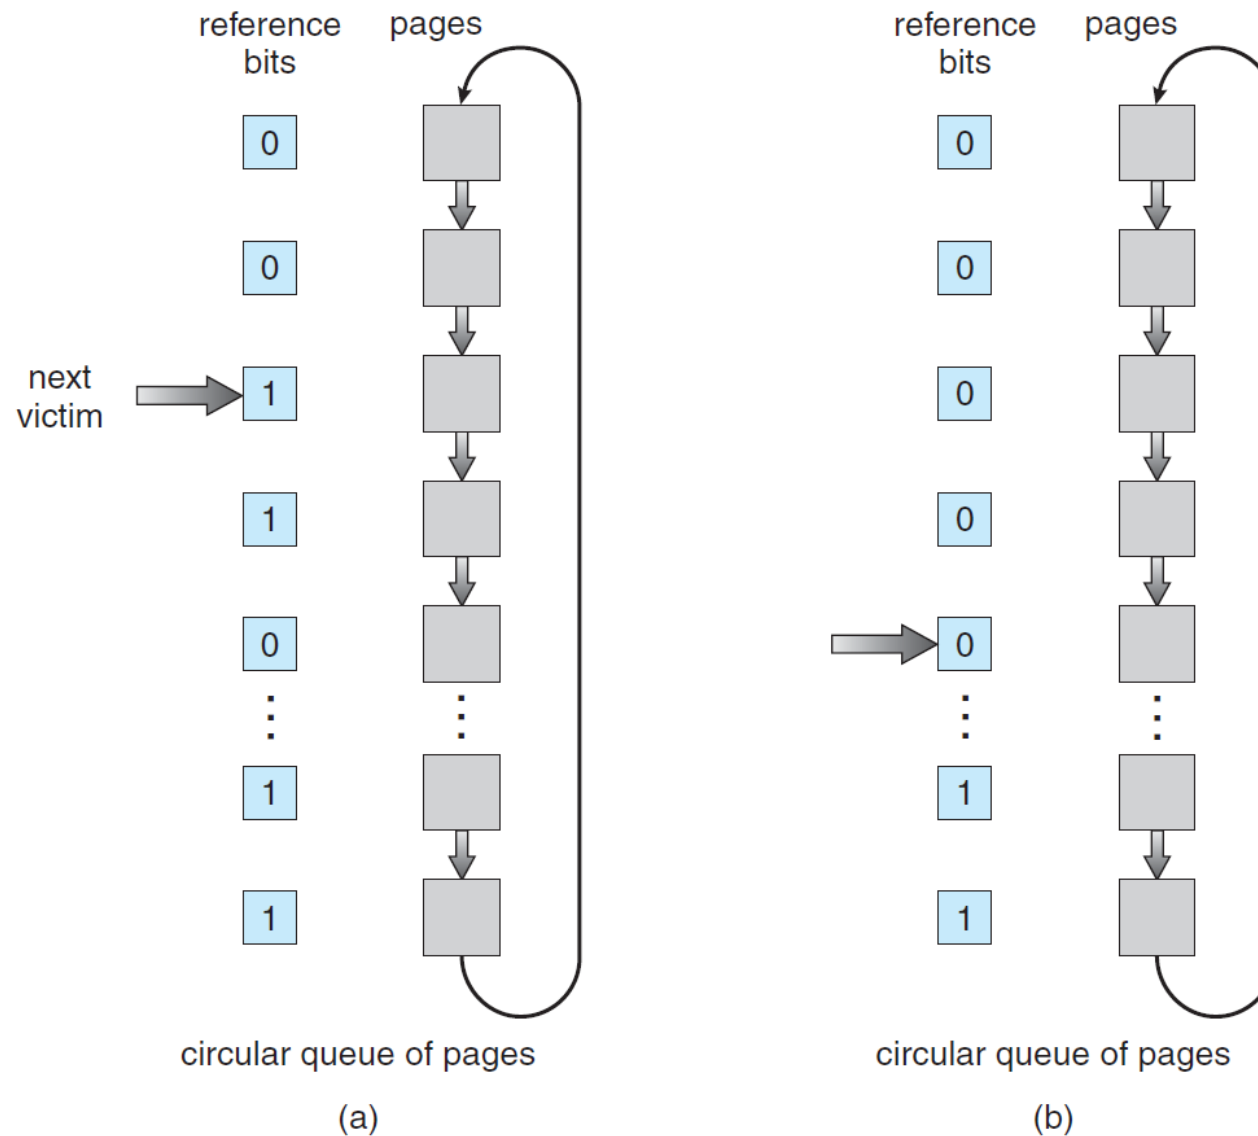 reference
bits
pages
0
0
next
victim
1
1
0
1
1
circular queue of pages
(a)
reference
bits
pages
0
0
0
0
0
1
1
circular queue of pages
(b)